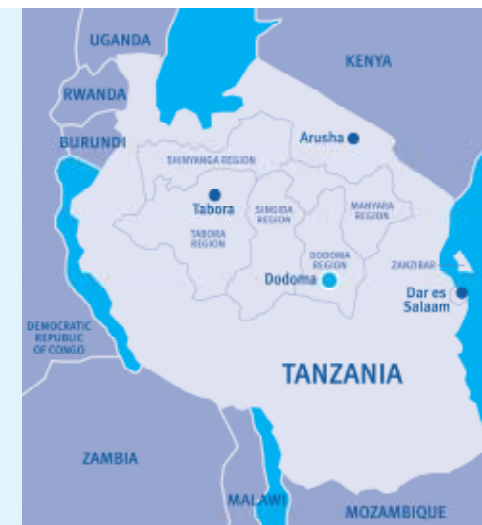 UGANDA
KENYA
RWANDA
Arusha
BURUNDI
SHINYANGA REGION
Tabora
SINGIDA
REGION
MANYARA
REGION
TABORA
REGION
DODOMA
REGION
ZANZIBAR
Dodoma
Dar es
Salaam
DEMOCRATIC
REPUBLIC
OF CONGO
TANZANIA
ZAMBIA
MALAWI
MOZAMBIQUE